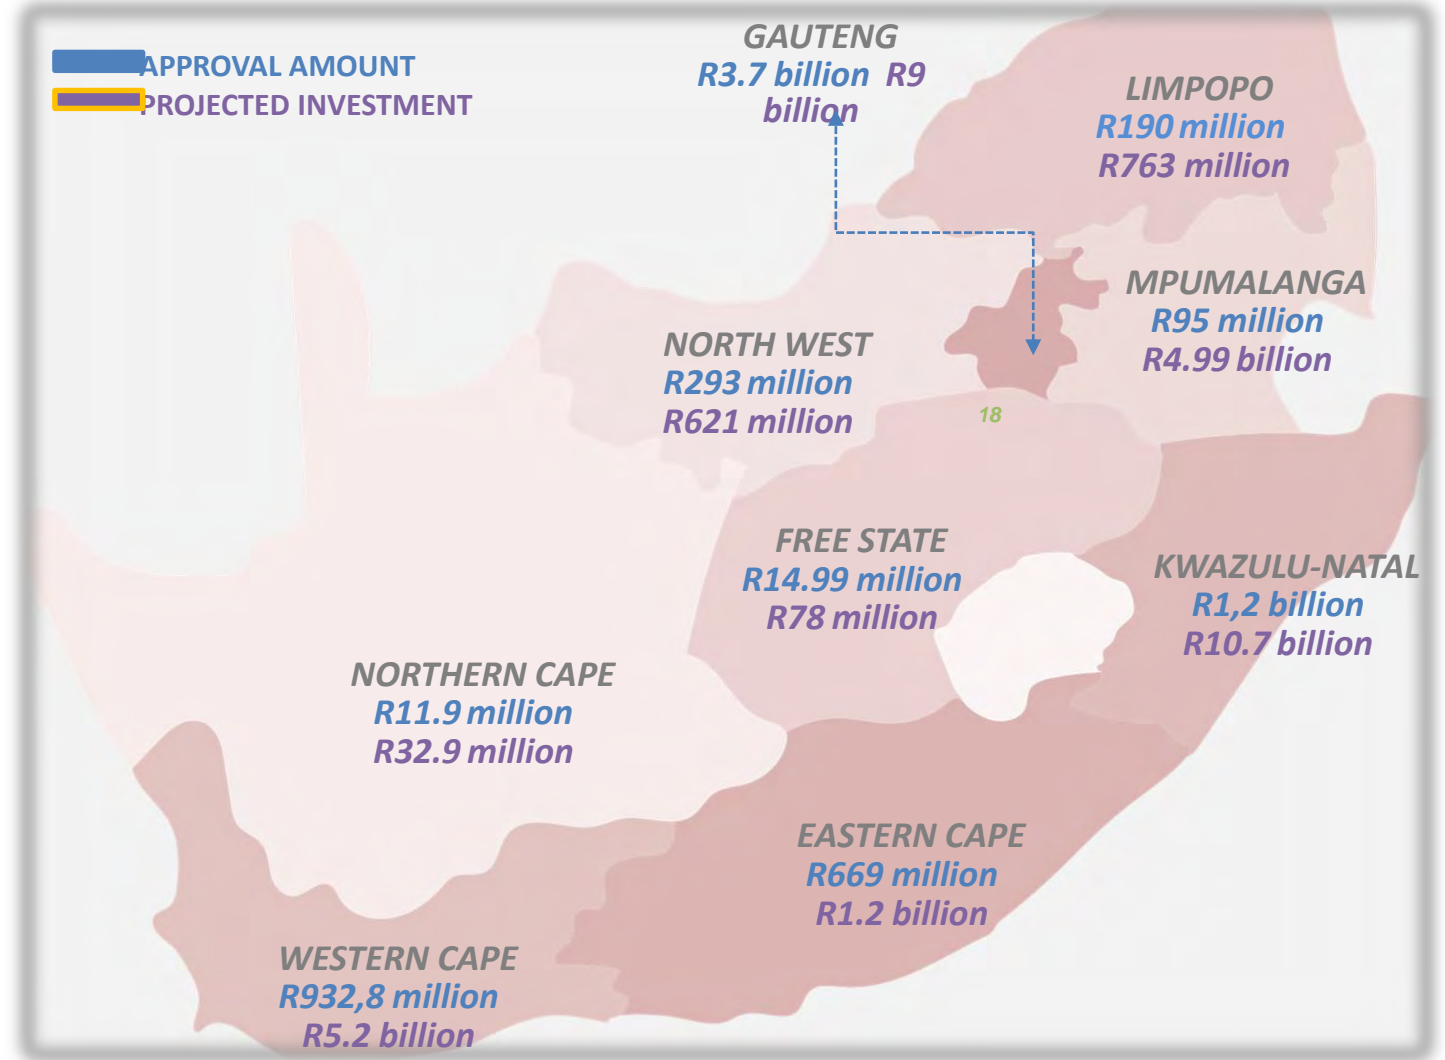 APPROVAL AMOUNT
PROJECTED INVESTMENT
GAUTENG
R3.7 billion R9
billion
LIMPOPO
R190 million
R763 million
MPUMALANGA
R95 million
R4.99 billion
NORTH WEST
R293 million
R621 million
18
FREE STATE
R14.99 million
R78 million
KWAZULU-NATAL
R1,2 billion
R10.7 billion
NORTHERN CAPE
R11.9 million
R32.9 million
EASTERN CAPE
R669 million
R1.2 billion
WESTERN CAPE
R932,8 million
R5.2 billion